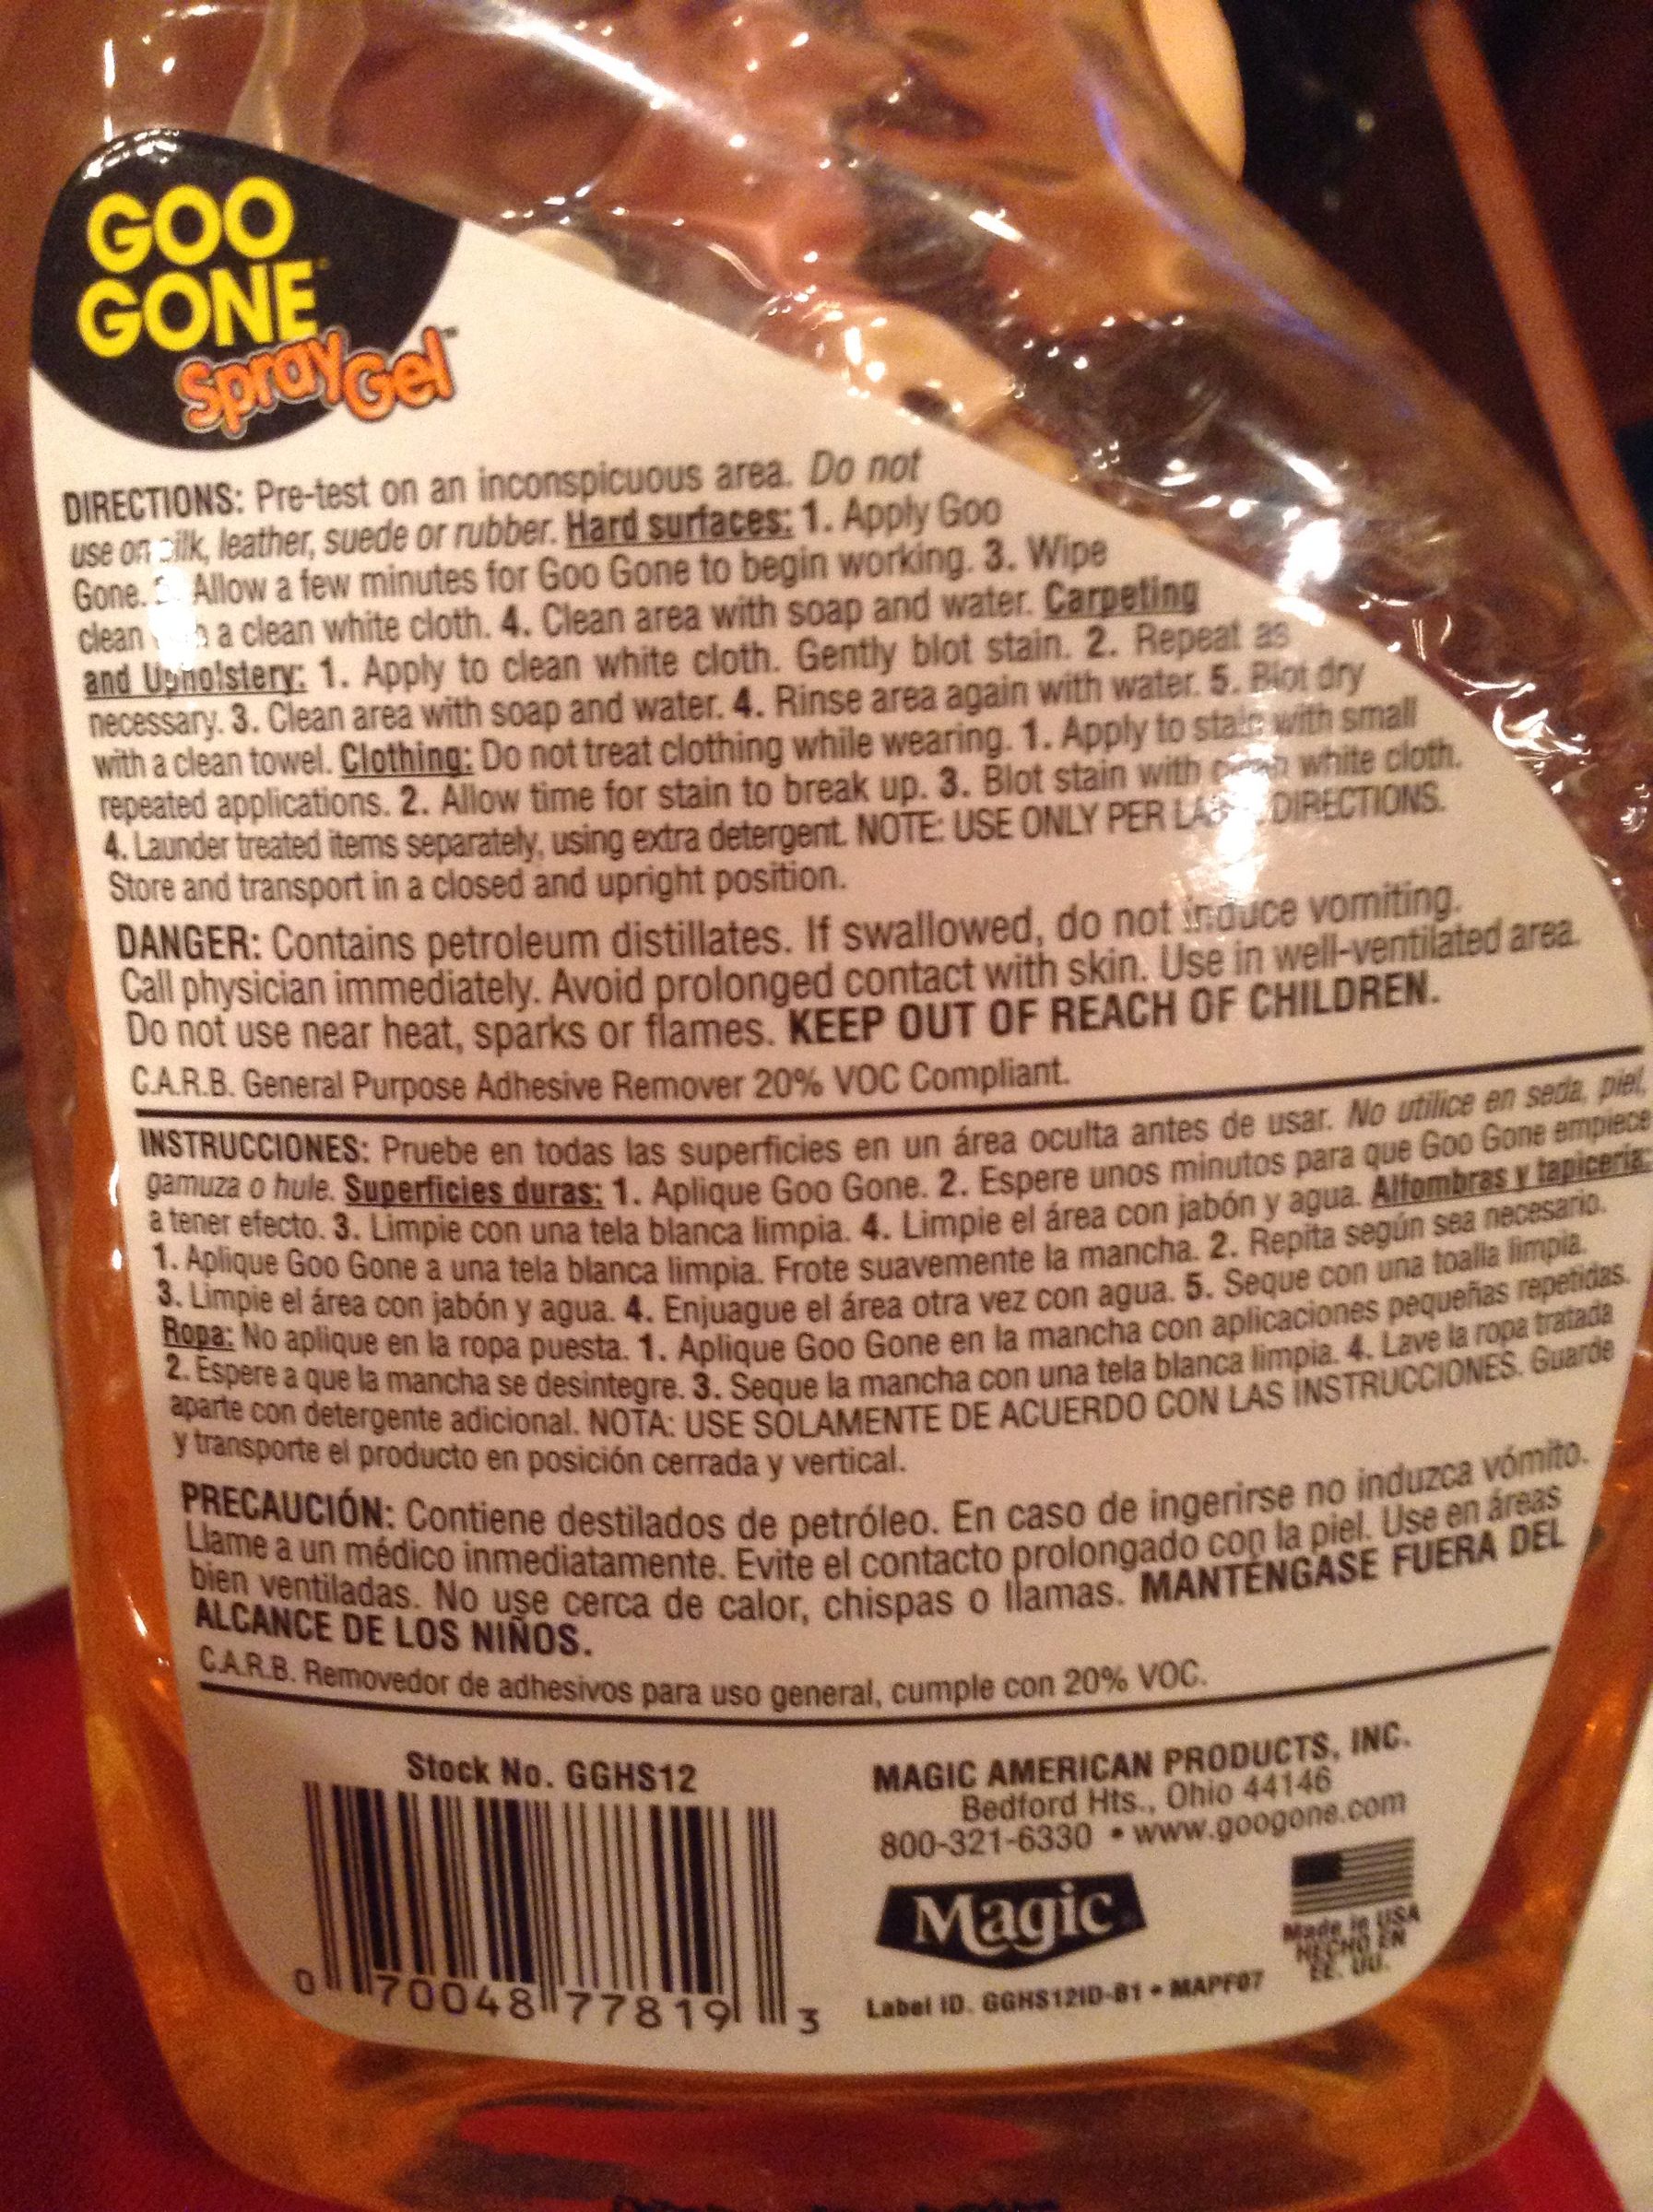 GOO
GONE
SprayGel™
DIRECTIONS: Pre-test on an inconspicuous area. Do not
use on silk, leather, suede or rubber. Hard surfaces: 1. Apply Goo
Gone. Allow a few minutes for Goo Gone to begin working. 3. Wipe
clean a clean white cloth. 4. Clean area with soap and water. Carpeting
and Upholstery: 1. Apply to clean white cloth. Gently blot stain. 2. Repeat as
necessary. 3. Clean area with soap and water. 4. Rinse area again with water. 5. Blot dry
with a clean towel. Clothing: Do not treat clothing while wearing. 1. Apply to stain with small
repeated applications. 2. Allow time for stain to break up. 3. Blot stain with clean white cloth.
4. Launder treated items separately, using extra detergent. NOTE: USE ONLY PER DIRECTIONS.
Store and transport in a closed and upright position.
DANGER: Contains petroleum distillates. If swallowed, do not induce vomiting.
Call physician immediately. Avoid prolonged contact with skin. Use in well-ventilated area.
Do not use near heat, sparks or flames. KEEP OUT OF REACH OF CHILDREN.
C.A.R.B. General Purpose Adhesive Remover 20% VOC Compliant.
INSTRUCCIONES: Pruebe en todas las superficies en un área oculta antes de usar. No utilice en seda, piel,
gamuza o hule. Superficies duras: 1. Aplique Goo Gone. 2. Espere unos minutos para que Goo Gone empiece
a tener efecto. 3. Limpie con una tela blanca limpia. 4. Limpie el área con jabón y agua. Alfombras y tapicería:
1. Aplique Goo Gone a una tela blanca limpia. Frote suavemente la mancha. 2. Repita según sea necesario.
3. Limpie el área con jabón y agua. 4. Enjuague el área otra vez con agua. 5. Seque con una toalla limpia.
Ropa: No aplique en la ropa puesta. 1. Aplique Goo Gone en la mancha con aplicaciones pequeñas repetidas.
2. Espere a que la mancha se desintegre. 3. Seque la mancha con una tela blanca limpia. 4. Lave la ropa tratada
aparte con detergente adicional. NOTA: USE SOLAMENTE DE ACUERDO CON LAS INSTRUCCIONES. Guarde
y transporte el producto en posición cerrada y vertical.
PRECAUCIÓN: Contiene destilados de petróleo. En caso de ingerirse no induzca vómito.
Llame a un médico inmediatamente. Evite el contacto prolongado con la piel. Use en áreas
bien ventiladas. No use cerca de calor, chispas o llamas. MANTÉNGASE FUERA DEL
ALCANCE DE LOS NIÑOS.
C.A.R.B. Removedor de adhesivos para uso general, cumple con 20% VOC.
Stock No. GGHS12
0 70048 77819 3
MAGIC AMERICAN PRODUCTS, INC.
Bedford Hts., Ohio 44146
800-321-6330 • www.googone.com
Magic
Made in USA
HECHO EN
EE. UU.
Label ID. GGHS12ID-B1 • MAPF07